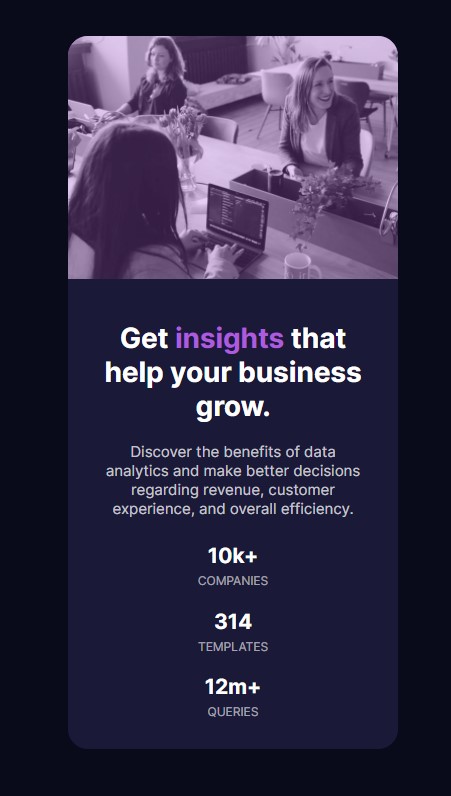 Get insights that
help your business
grow.
Discover the benefits of data
analytics and make better decisions
regarding revenue, customer
experience, and overall efficiency.
10k+
COMPANIES
314
TEMPLATES
12m+
QUERIES